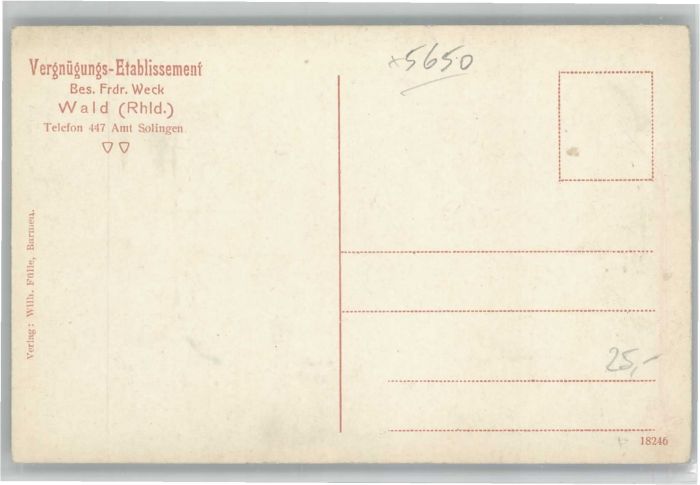 Vergnügungs-Etablissement
Bes. Frdr. Weck
Wald (Rhld.)
Telefon 447 Amt Solingen
Verlag: Wilh. Fülle, Barmen.
x5650
25,-
18246